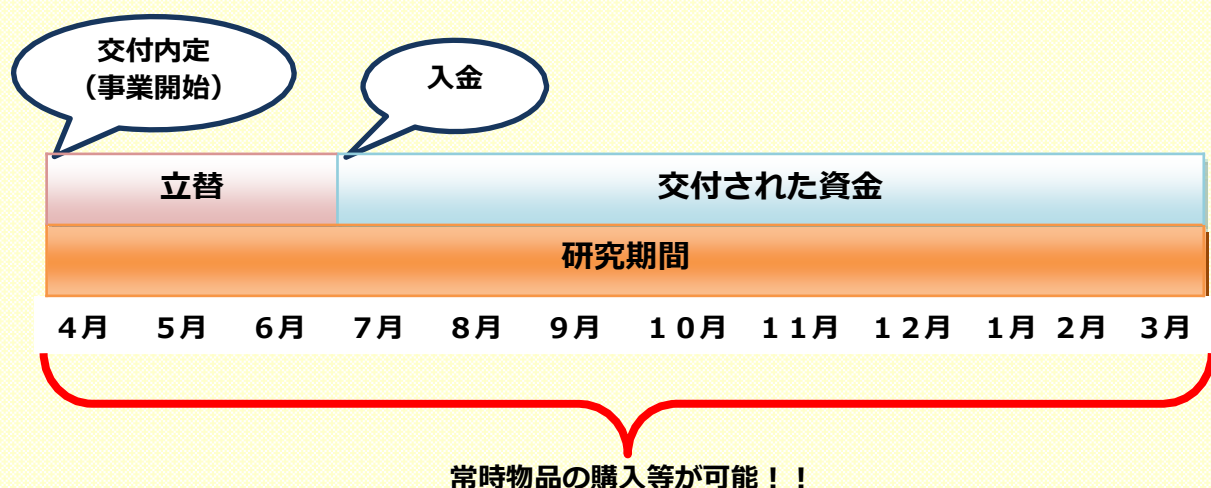 交付内定
(事業開始)
入金
立替
交付された資金
研究期間
4月 5月 6月 7月 8月 9月 10月 11月 12月 1月 2月 3月
常時物品の購入等が可能！！